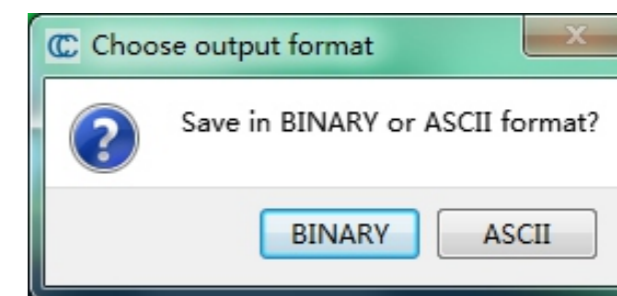 Choose output format
Save in BINARY or ASCII format?
BINARY
ASCII